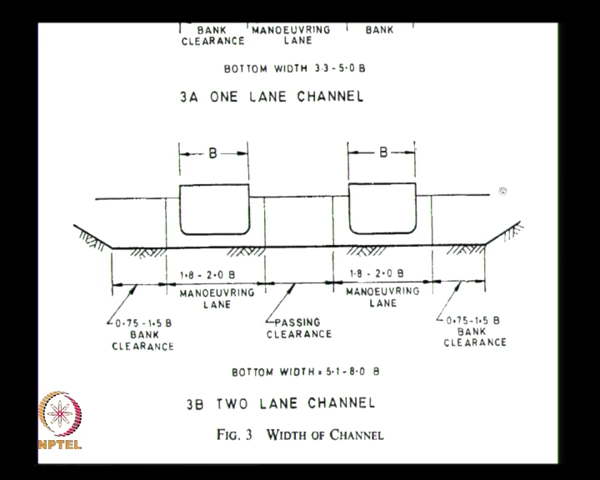 BANK MANOEUVRING BANK
CLEARANCE LANE
BOTTOM WIDTH 3·3-5·0 B
3A ONE LANE CHANNEL
B B
1·8 - 2·0 B 1·8 - 2·0 B
MANOEUVRING MANOEUVRING
LANE LANE
0·75-1·5 B PASSING 0·75-1·5 B
BANK CLEARANCE BANK
CLEARANCE CLEARANCE
BOTTOM WIDTH = 5·1-8·0 B
3B TWO LANE CHANNEL
FIG. 3 WIDTH OF CHANNEL
NPTEL